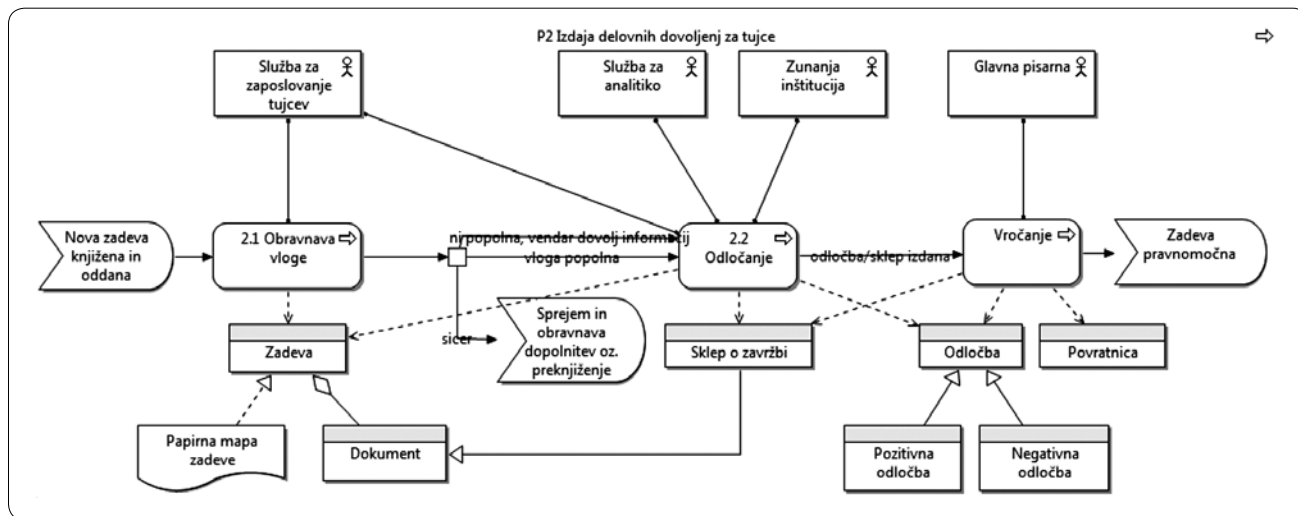 P2 Izdaja delovnih dovoljenj za tujce
Služba za
zaposlovanje
tujcev
Služba za
analitiko
Zunanja
inštitucija
Glavna pisarna
Nova zadeva
knjižena in
oddana
2.1 Obravnava
vloge
ni popolna, vendar dovolj informacij
vloga popolna
sicer
2.2
Odločanje
odločba/sklep izdana
Vročanje
Zadeva
pravnomočna
Zadeva
Sprejem in
obravnava
dopolnitev oz.
preknjiženje
Sklep o zavržbi
Odločba
Povratnica
Papirna mapa
zadeve
Dokument
Pozitivna
odločba
Negativna
odločba